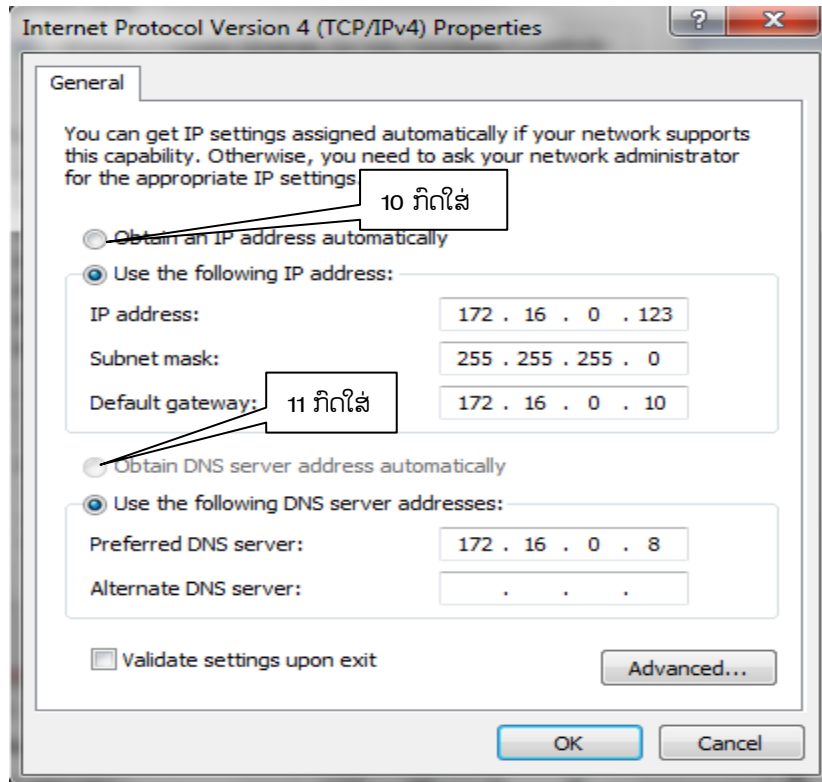 Internet Protocol Version 4 (TCP/IPv4) Properties
?
X
General
You can get IP settings assigned automatically if your network supports
this capability. Otherwise, you need to ask your network administrator
for the appropriate IP settings.
10 ກົດໃສ່
Obtain an IP address automatically
Use the following IP address:
IP address: 172 . 16 . 0 . 123
Subnet mask: 255 . 255 . 255 . 0
Default gateway: 172 . 16 . 0 . 10
11 ກົດໃສ່
Obtain DNS server address automatically
Use the following DNS server addresses:
Preferred DNS server: 172 . 16 . 0 . 8
Alternate DNS server: . . .
Validate settings upon exit
Advanced...
OK Cancel